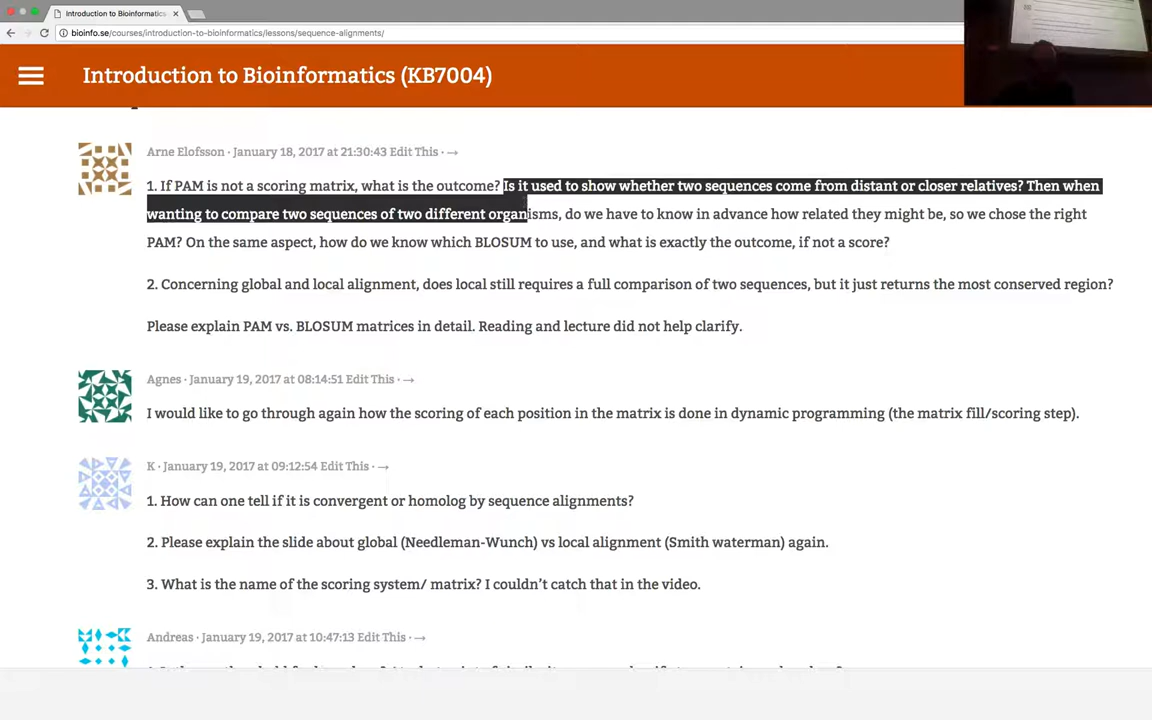 Introduction to Bioinformatics
bioinfo.se/courses/introduction-to-bioinformatics/lessons/sequence-alignments/
Introduction to Bioinformatics (KB7004)
Arne Elofsson · January 18, 2017 at 21:30:43 Edit This · →
1. If PAM is not a scoring matrix, what is the outcome? Is it used to show whether two sequences come from distant or closer relatives? Then when
wanting to compare two sequences of two different organisms, do we have to know in advance how related they might be, so we chose the right
PAM? On the same aspect, how do we know which BLOSUM to use, and what is exactly the outcome, if not a score?
2. Concerning global and local alignment, does local still requires a full comparison of two sequences, but it just returns the most conserved region?
Please explain PAM vs. BLOSUM matrices in detail. Reading and lecture did not help clarify.
Agnes · January 19, 2017 at 08:14:51 Edit This · →
I would like to go through again how the scoring of each position in the matrix is done in dynamic programming (the matrix fill/scoring step).
K · January 19, 2017 at 09:12:54 Edit This · →
1. How can one tell if it is convergent or homolog by sequence alignments?
2. Please explain the slide about global (Needleman-Wunch) vs local alignment (Smith waterman) again.
3. What is the name of the scoring system/ matrix? I couldn't catch that in the video.
Andreas · January 19, 2017 at 10:47:13 Edit This · →